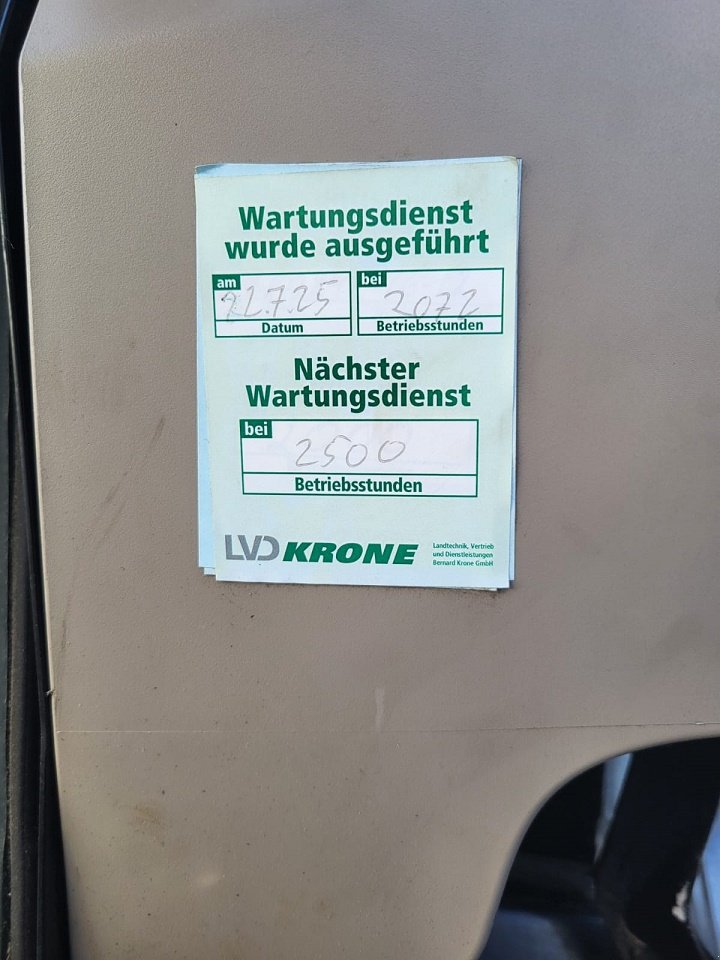 Wartungsdienst
wurde ausgeführt
am
22.7.25
Datum
bei
2072
Betriebsstunden
Nächster
Wartungsdienst
bei
2500
Betriebsstunden
LVD KRONE
Landtechnik, Vertrieb
und Dienstleistungen
Bernard Krone GmbH